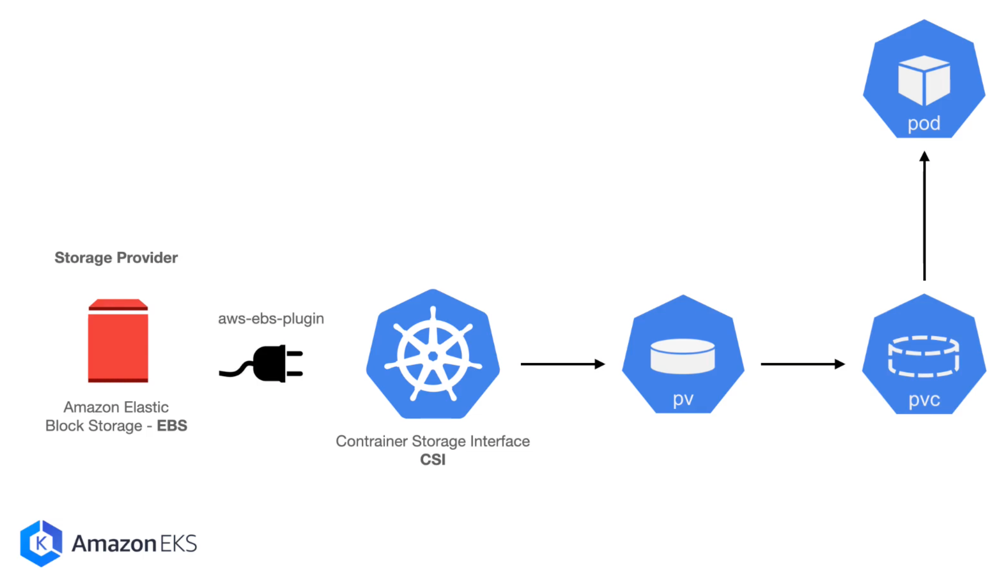 pod
Storage Provider
aws-ebs-plugin
pv
pvc
Amazon Elastic
Block Storage - EBS
Contrainer Storage Interface
CSI
K
Amazon EKS